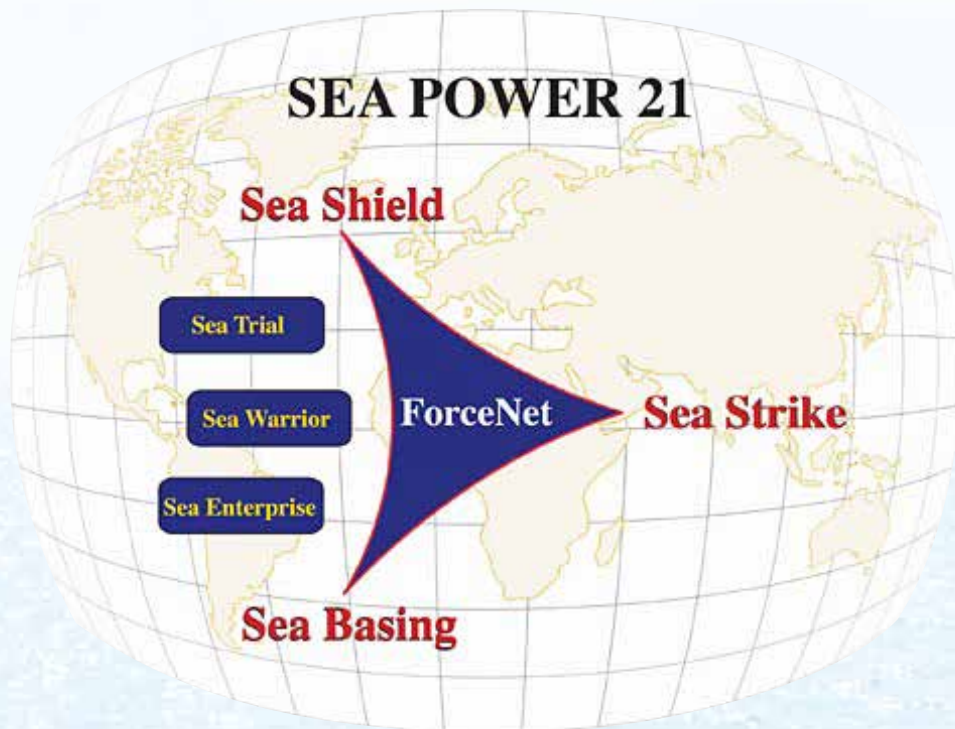 SEA POWER 21
Sea Shield
Sea Trial
Sea Warrior
ForceNet
Sea Strike
Sea Enterprise
Sea Basing